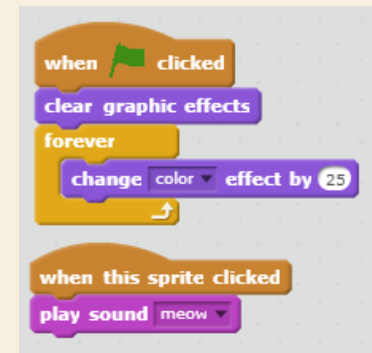 when clicked
clear graphic effects
forever
change color effect by 25
when this sprite clicked
play sound meow